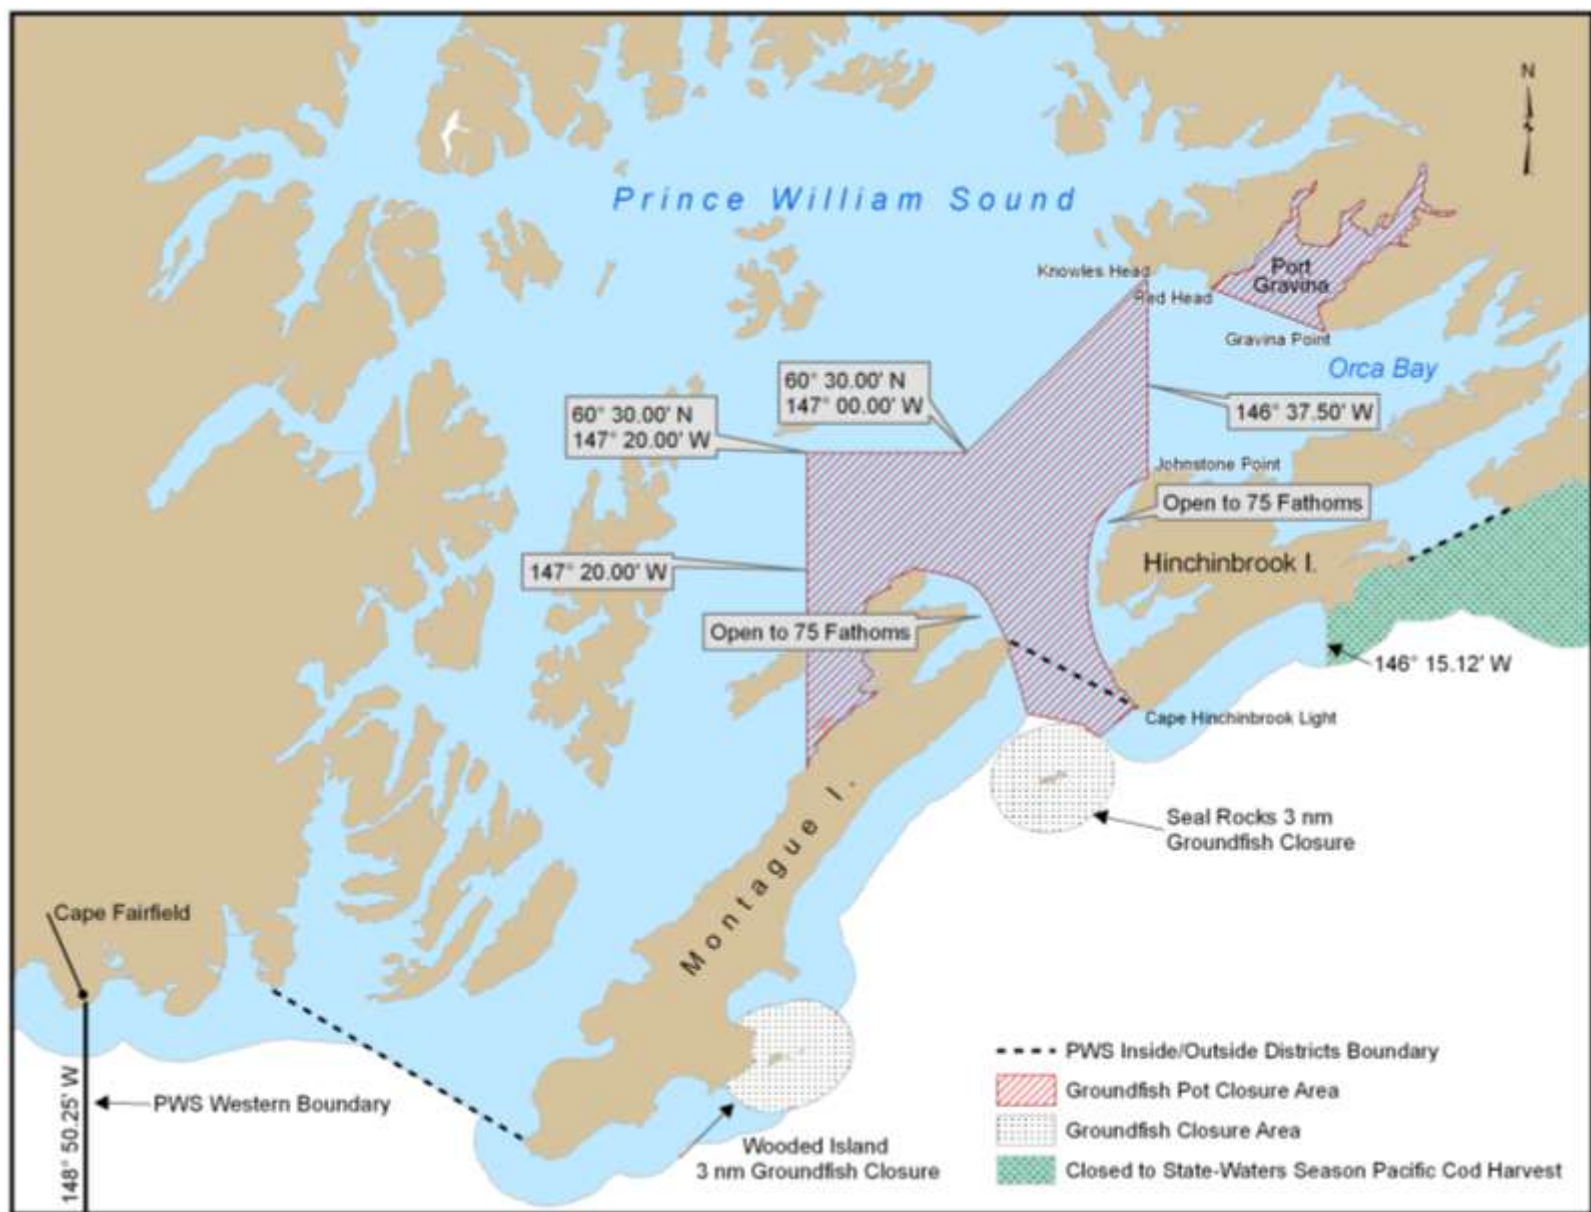 N
Prince William Sound
Knowles Head
Red Head
Port
Gravina
Gravina Point
Orca Bay
60° 30.00' N
147° 00.00' W
60° 30.00' N
147° 20.00' W
146° 37.50' W
Johnstone Point
Open to 75 Fathoms
Hinchinbrook I.
147° 20.00' W
Open to 75 Fathoms
146° 15.12' W
Cape Hinchinbrook Light
Montague I.
Seal Rocks 3 nm
Groundfish Closure
Cape Fairfield
148° 50.25' W
PWS Western Boundary
Wooded Island
3 nm Groundfish Closure
PWS Inside/Outside Districts Boundary
Groundfish Pot Closure Area
Groundfish Closure Area
Closed to State-Waters Season Pacific Cod Harvest